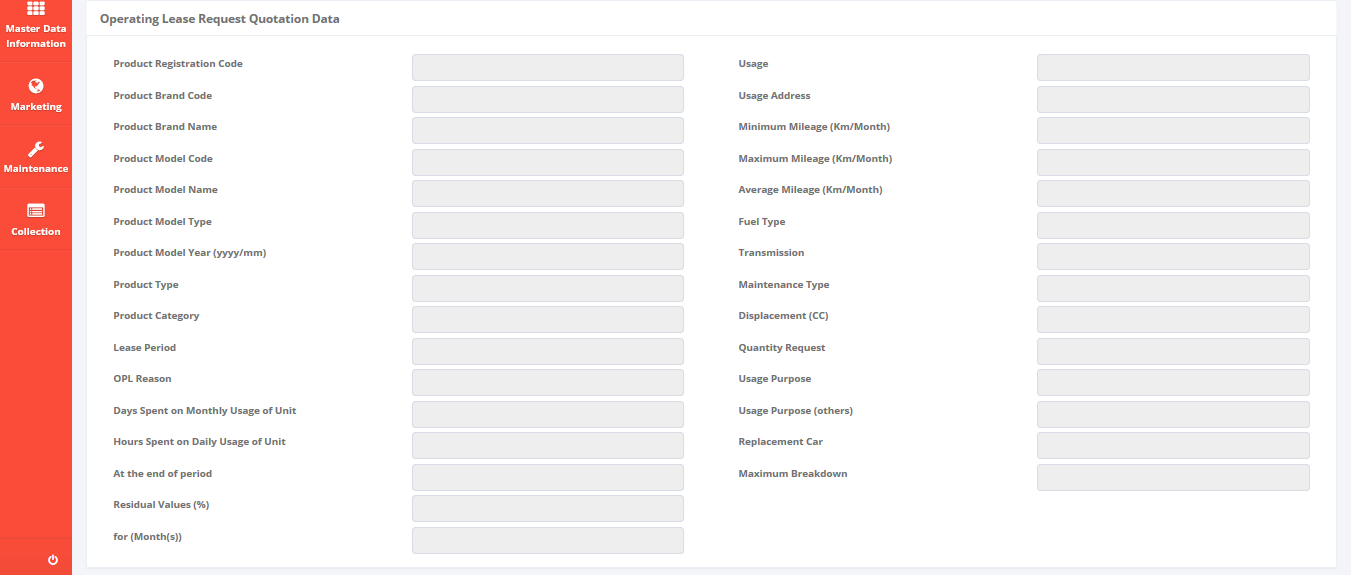 Master Data
Information
Marketing
Maintenance
Collection
Operating Lease Request Quotation Data
Product Registration Code
Product Brand Code
Product Brand Name
Product Model Code
Product Model Name
Product Model Type
Product Model Year (yyyy/mm)
Product Type
Product Category
Lease Period
OPL Reason
Days Spent on Monthly Usage of Unit
Hours Spent on Daily Usage of Unit
At the end of period
Residual Values (%)
for (Month(s))
Usage
Usage Address
Minimum Mileage (Km/Month)
Maximum Mileage (Km/Month)
Average Mileage (Km/Month)
Fuel Type
Transmission
Maintenance Type
Displacement (CC)
Quantity Request
Usage Purpose
Usage Purpose (others)
Replacement Car
Maximum Breakdown